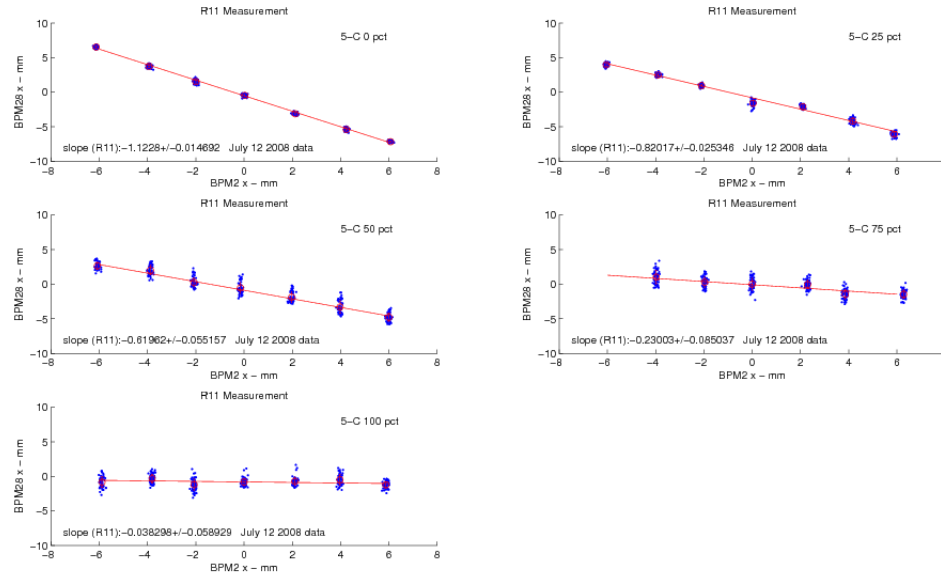 R11 Measurement
5−C 0 pct
10
5
0
−5
−10
BPM28 x − mm
slope (R11):−1.1228+/−0.014692 July 12 2008 data
−8 −6 −4 −2 0 2 4 6 8
BPM2 x − mm
R11 Measurement
5−C 25 pct
10
5
0
−5
−10
BPM28 x − mm
slope (R11):−0.82017+/−0.025346 July 12 2008 data
−8 −6 −4 −2 0 2 4 6 8
BPM2 x − mm
R11 Measurement
5−C 50 pct
10
5
0
−5
−10
BPM28 x − mm
slope (R11):−0.61962+/−0.055157 July 12 2008 data
−8 −6 −4 −2 0 2 4 6 8
BPM2 x − mm
R11 Measurement
5−C 75 pct
10
5
0
−5
−10
BPM28 x − mm
slope (R11):−0.23003+/−0.085037 July 12 2008 data
−8 −6 −4 −2 0 2 4 6 8
BPM2 x − mm
R11 Measurement
5−C 100 pct
10
5
0
−5
−10
BPM28 x − mm
slope (R11):−0.038298+/−0.058929 July 12 2008 data
−8 −6 −4 −2 0 2 4 6 8
BPM2 x − mm